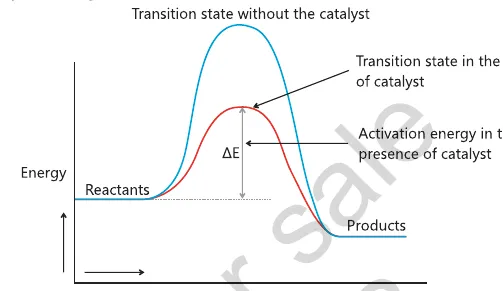 Transition state without the catalyst
Transition state in the
of catalyst
Activation energy in t
presence of catalyst
ΔE
Energy
Reactants
Products
r sale